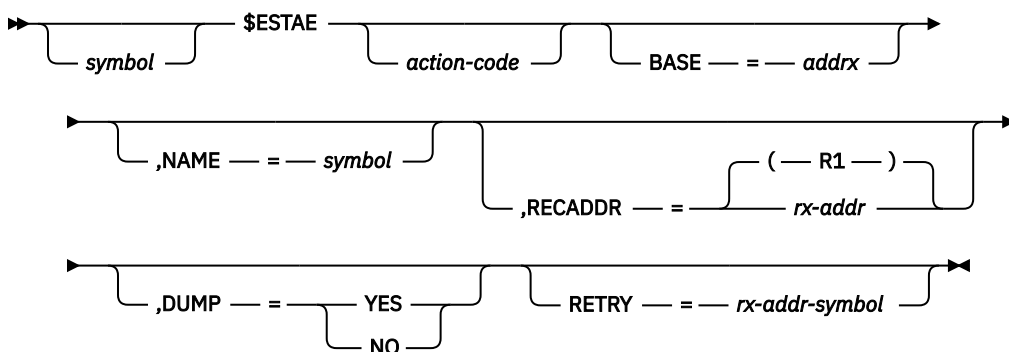 $ESTAE
symbol action-code BASE = addrx
( R1 )
,NAME = symbol
,RECADDR = rx-addr
,DUMP = YES RETRY = rx-addr-symbol
NO